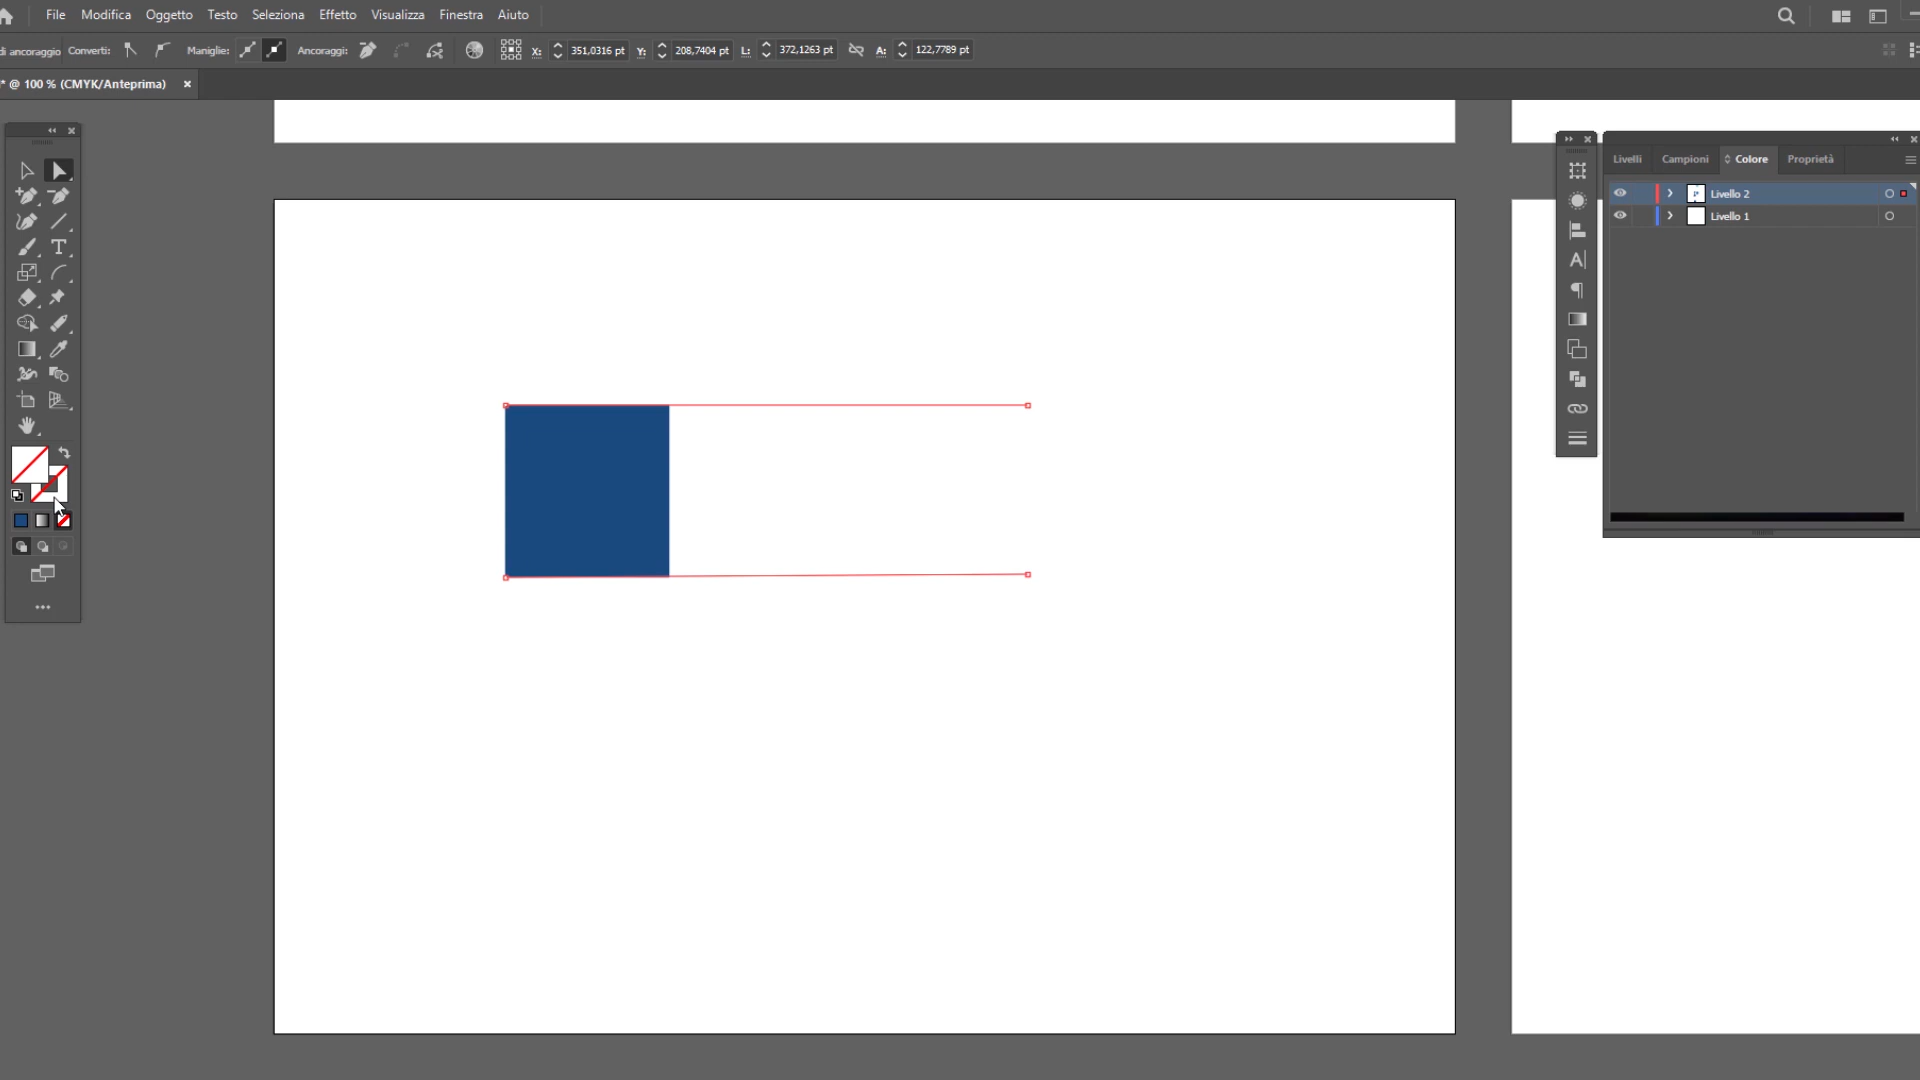 File Modifica Oggetto Testo Seleziona Effetto Visualizza Finestra Aiuto
di ancoraggio Converti: Maniglie: Ancoraggi: X: 351,0316 pt Y: 208,7404 pt L: 372,1263 pt A: 122,7789 pt
* @ 100 % (CMYK/Anteprima) ×
Livelli Campioni Colore Proprietà
Livello 2
Livello 1